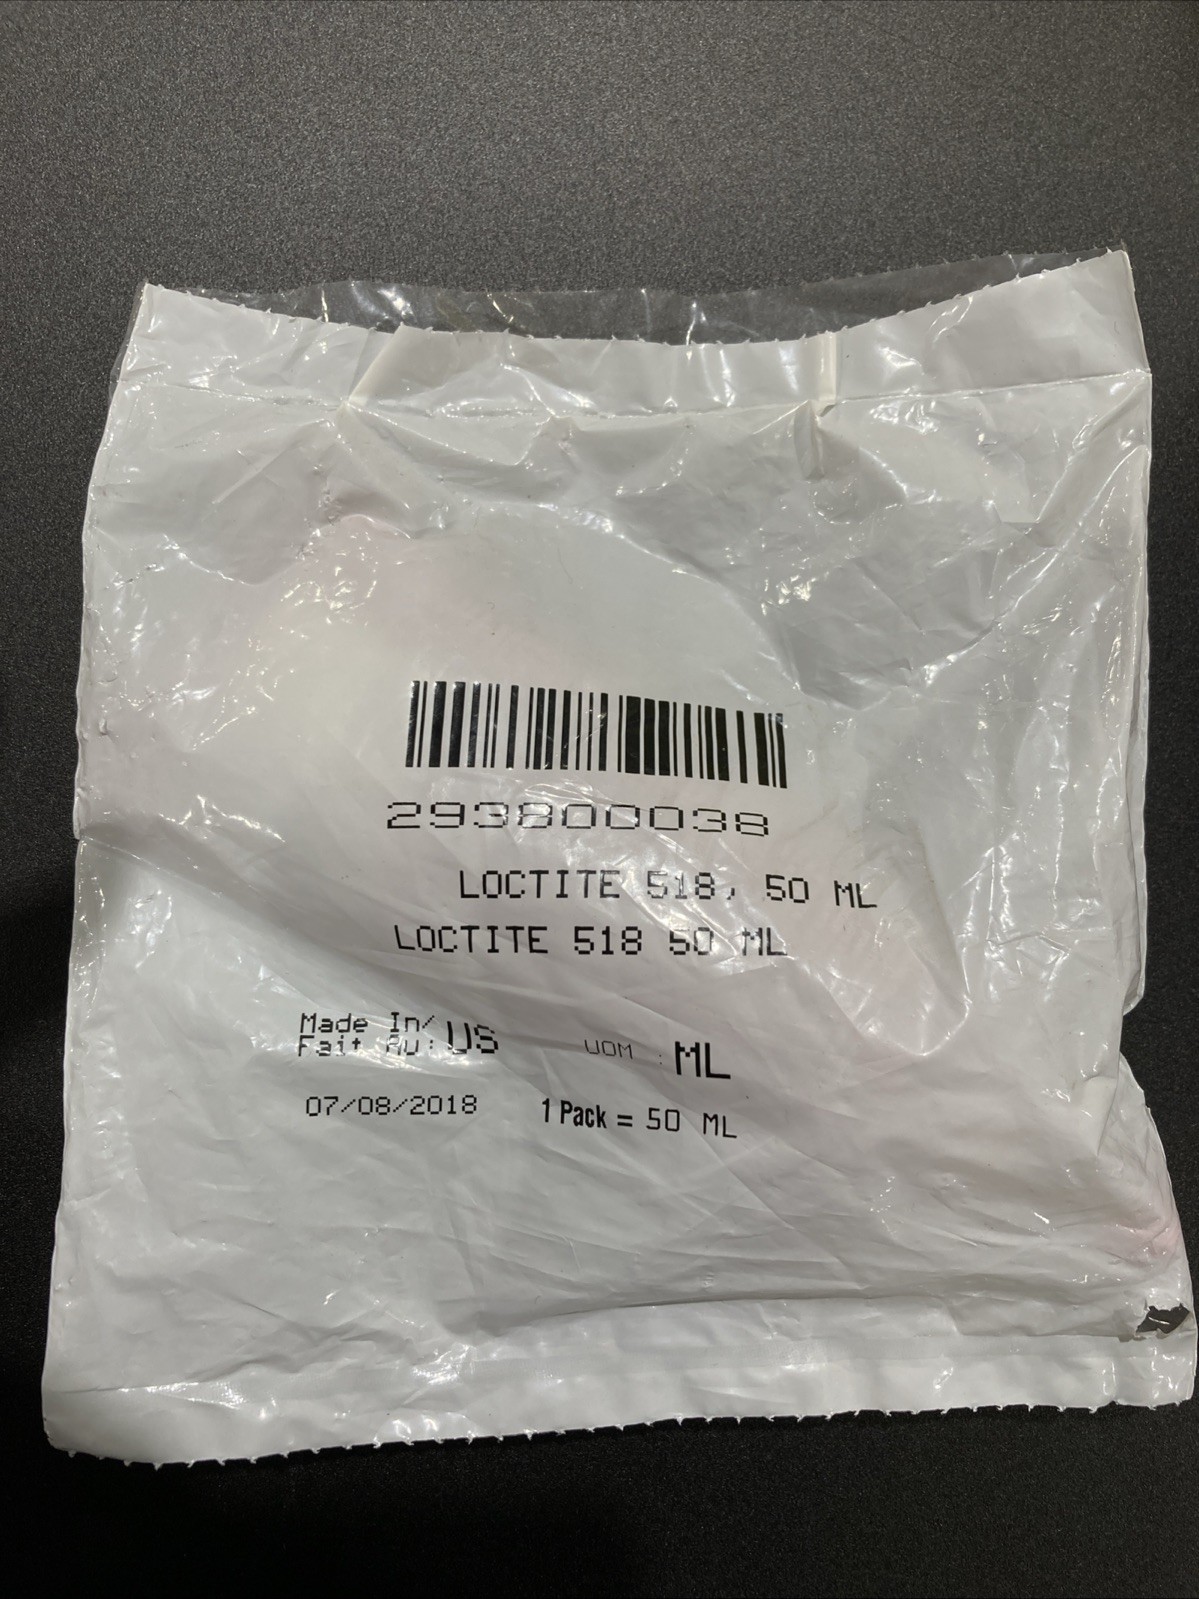 293800038
LOCTITE 518, 50 ML
LOCTITE 518 50 ML
Made In/
Fait Au: US
UOM : ML
07/08/2018
1 Pack = 50 ML